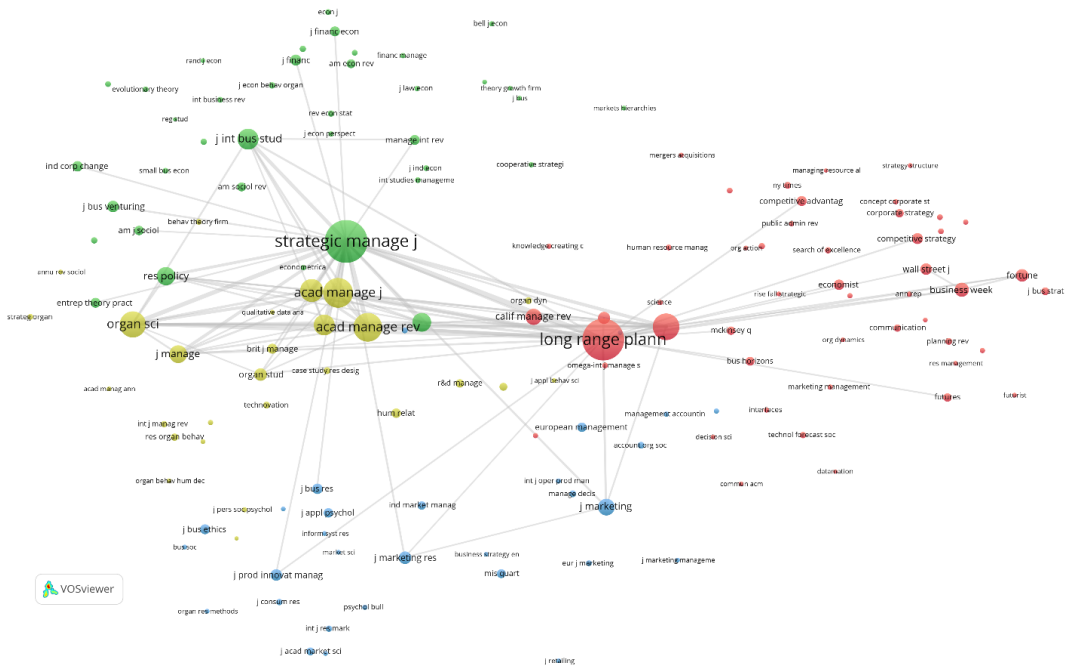 econ j
bell j econ
j financ econ
financ manage
rand j econ
j financ
am econ rev
evolutionary theory
j econ behav organ
j law econ
theory growth firm
int business rev
j bus
markets hierarchies
reg stud
rev econ stat
j int bus stud
j econ perspect
manage int rev
mergers acquisitions
ind corp change
small bus econ
j ind econ
cooperative strategi
strategy-structure
managing resource al
int studies manageme
am sociol rev
ny times
j bus venturing
competitive advantag
concept corporate st
corporate strategy
behav theory firm
am j sociol
public admin rev
strategic manage j
competitive strategy
knowledge-creating c
human resource manag
org action
search of excellence
econometrica
annu rev sociol
res policy
wall street j
fortune
economist
business week
j bus strat
acad manage j
rise fall strategic
ann rep
entrep theory pract
organ dyn
science
qualitative data ana
calif manage rev
strateg organ
organ sci
acad manage rev
mckinsey q
communication
long range plann
org dynamics
planning rev
j manage
brit j manage
bus horizons
res management
omega-int j manage s
organ stud
case study res desig
acad manag ann
r&d manage
j appl behav sci
marketing management
futures
futurist
technovation
hum relat
management accountin
interfaces
int j manag rev
european management
res organ behav
decision sci
technol forecast soc
account org soc
datamation
organ behav hum dec
int j oper prod man
commun acm
j bus res
manage decis
j pers soc psychol
j appl psychol
ind market manag
j marketing
j bus ethics
inform syst res
bus soc
market sci
j marketing res
business strategy en
j marketing manageme
eur j marketing
j prod innovat manag
mis quart
j consum res
organ res methods
psychol bull
int j res mark
j acad market sci
j retailing
VOSviewer